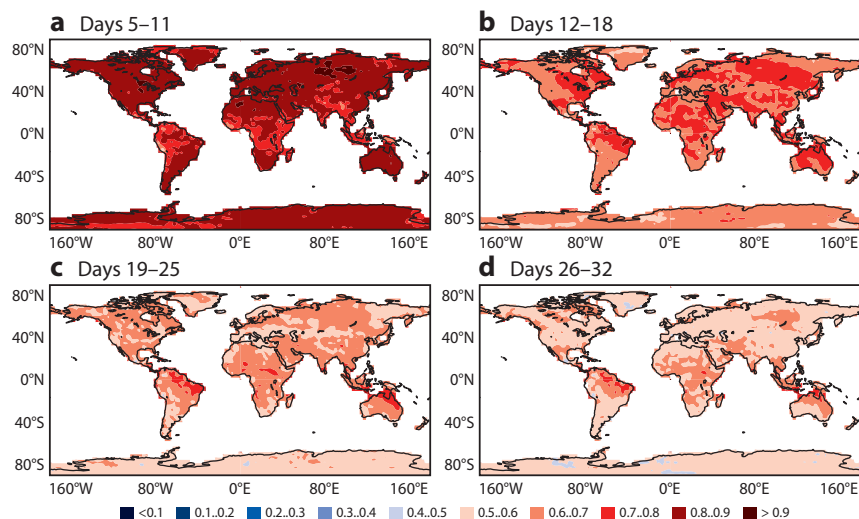 a Days 5–11
b Days 12–18
80°N
40°N
0°N
40°S
80°S
160°W 80°W 0°E 80°E 160°E
80°N
40°N
0°N
40°S
80°S
160°W 80°W 0°E 80°E 160°E
c Days 19–25
d Days 26–32
80°N
40°N
0°N
40°S
80°S
160°W 80°W 0°E 80°E 160°E
80°N
40°N
0°N
40°S
80°S
160°W 80°W 0°E 80°E 160°E
<0.1 0.1..0.2 0.2..0.3 0.3..0.4 0.4..0.5 0.5..0.6 0.6..0.7 0.7..0.8 0.8..0.9 > 0.9